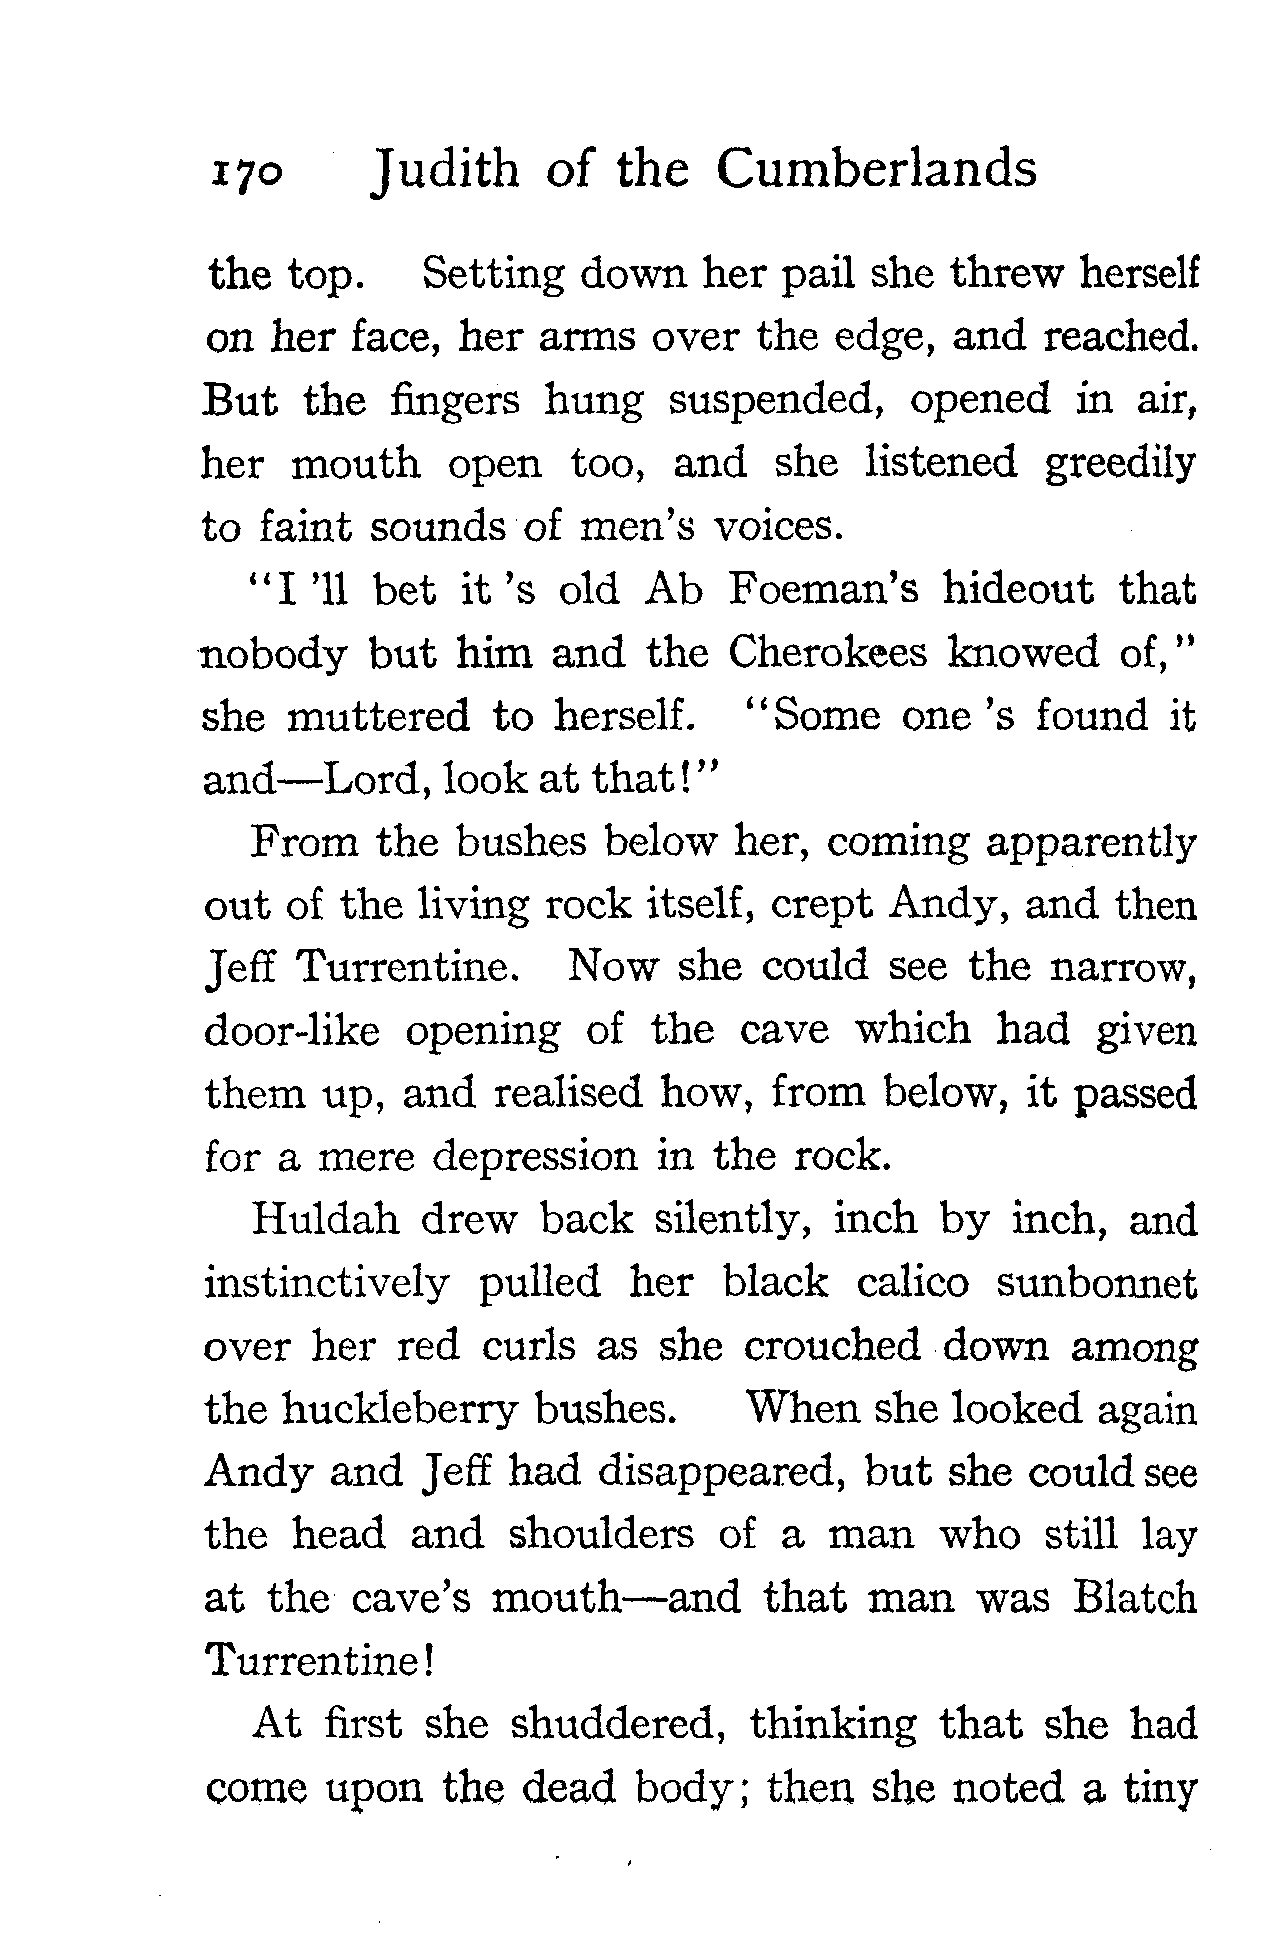 170 Judith of the Cumberlands
the top. Setting down her pail she threw herself
on her face, her arms over the edge, and reached.
But the fingers hung suspended, opened in air,
her mouth open too, and she listened greedily
to faint sounds of men's voices.
"I 'll bet it 's old Ab Foeman's hideout that
nobody but him and the Cherokees knowed of,"
she muttered to herself. "Some one 's found it
and—Lord, look at that!"
From the bushes below her, coming apparently
out of the living rock itself, crept Andy, and then
Jeff Turrentine. Now she could see the narrow,
door-like opening of the cave which had given
them up, and realised how, from below, it passed
for a mere depression in the rock.
Huldah drew back silently, inch by inch, and
instinctively pulled her black calico sunbonnet
over her red curls as she crouched down among
the huckleberry bushes. When she looked again
Andy and Jeff had disappeared, but she could see
the head and shoulders of a man who still lay
at the cave's mouth—and that man was Blatch
Turrentine!
At first she shuddered, thinking that she had
come upon the dead body; then she noted a tiny